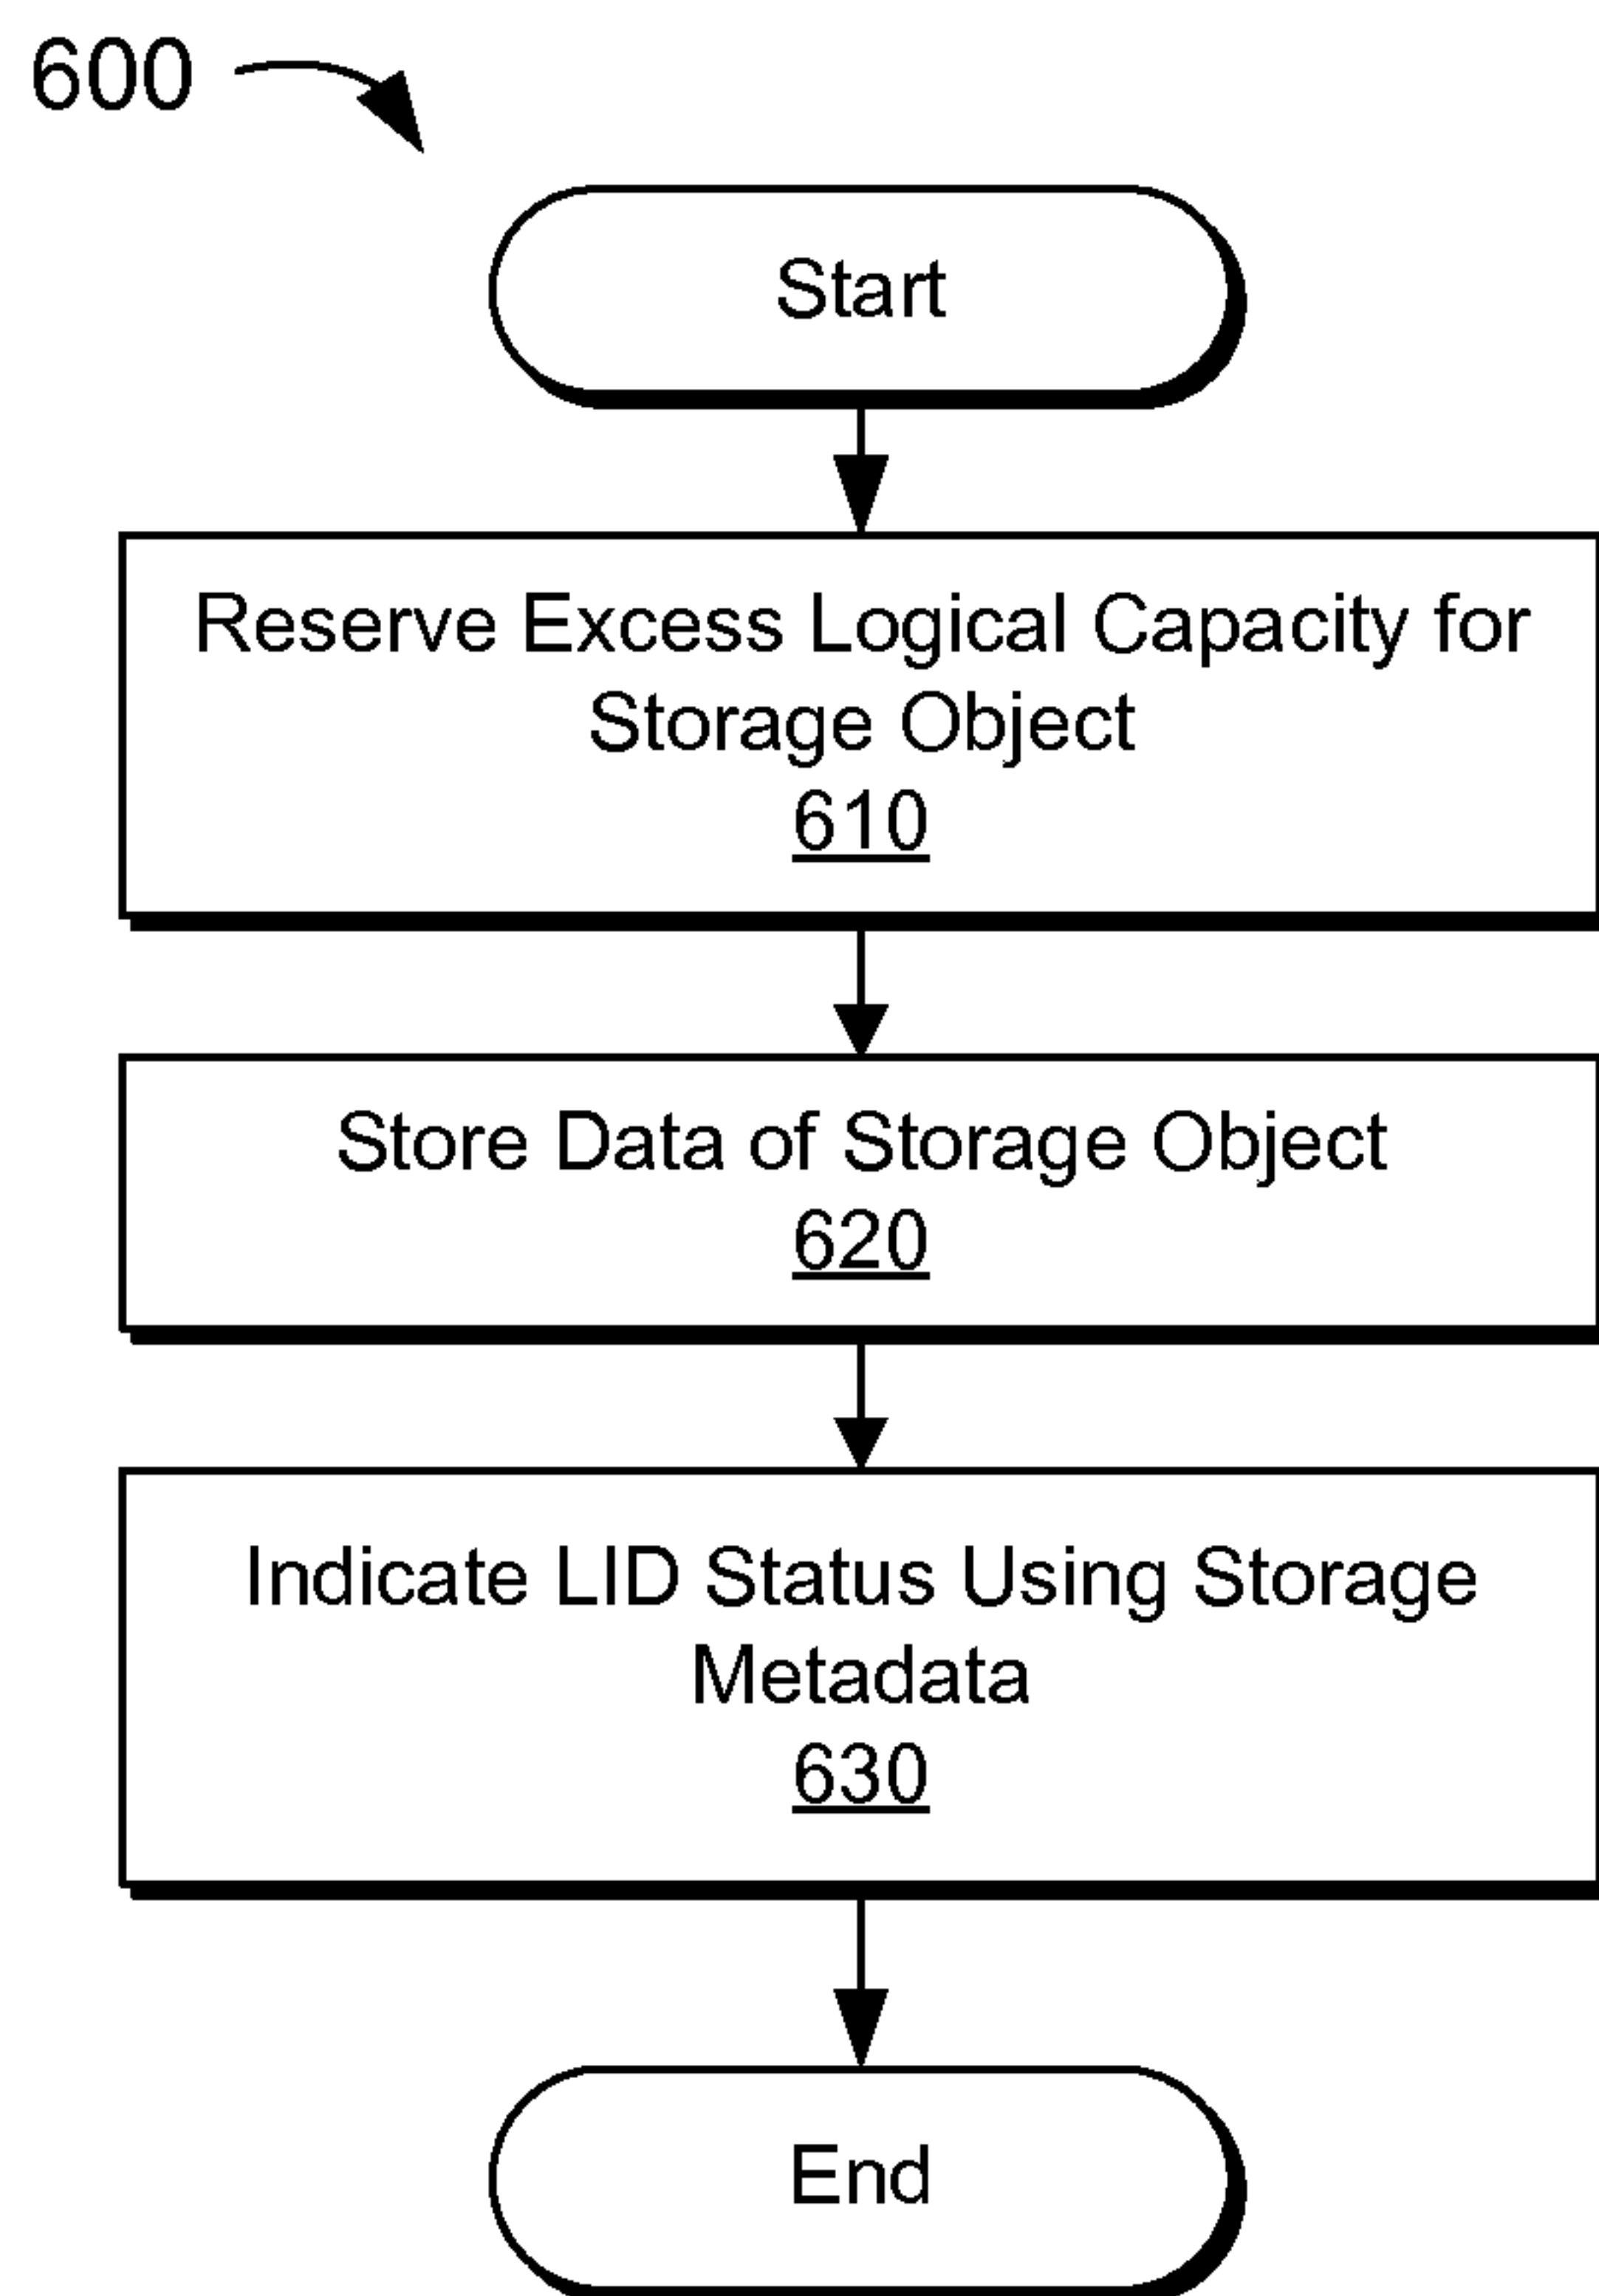 600
Start
Reserve Excess Logical Capacity for
Storage Object
610
Store Data of Storage Object
620
Indicate LID Status Using Storage
Metadata
630
End